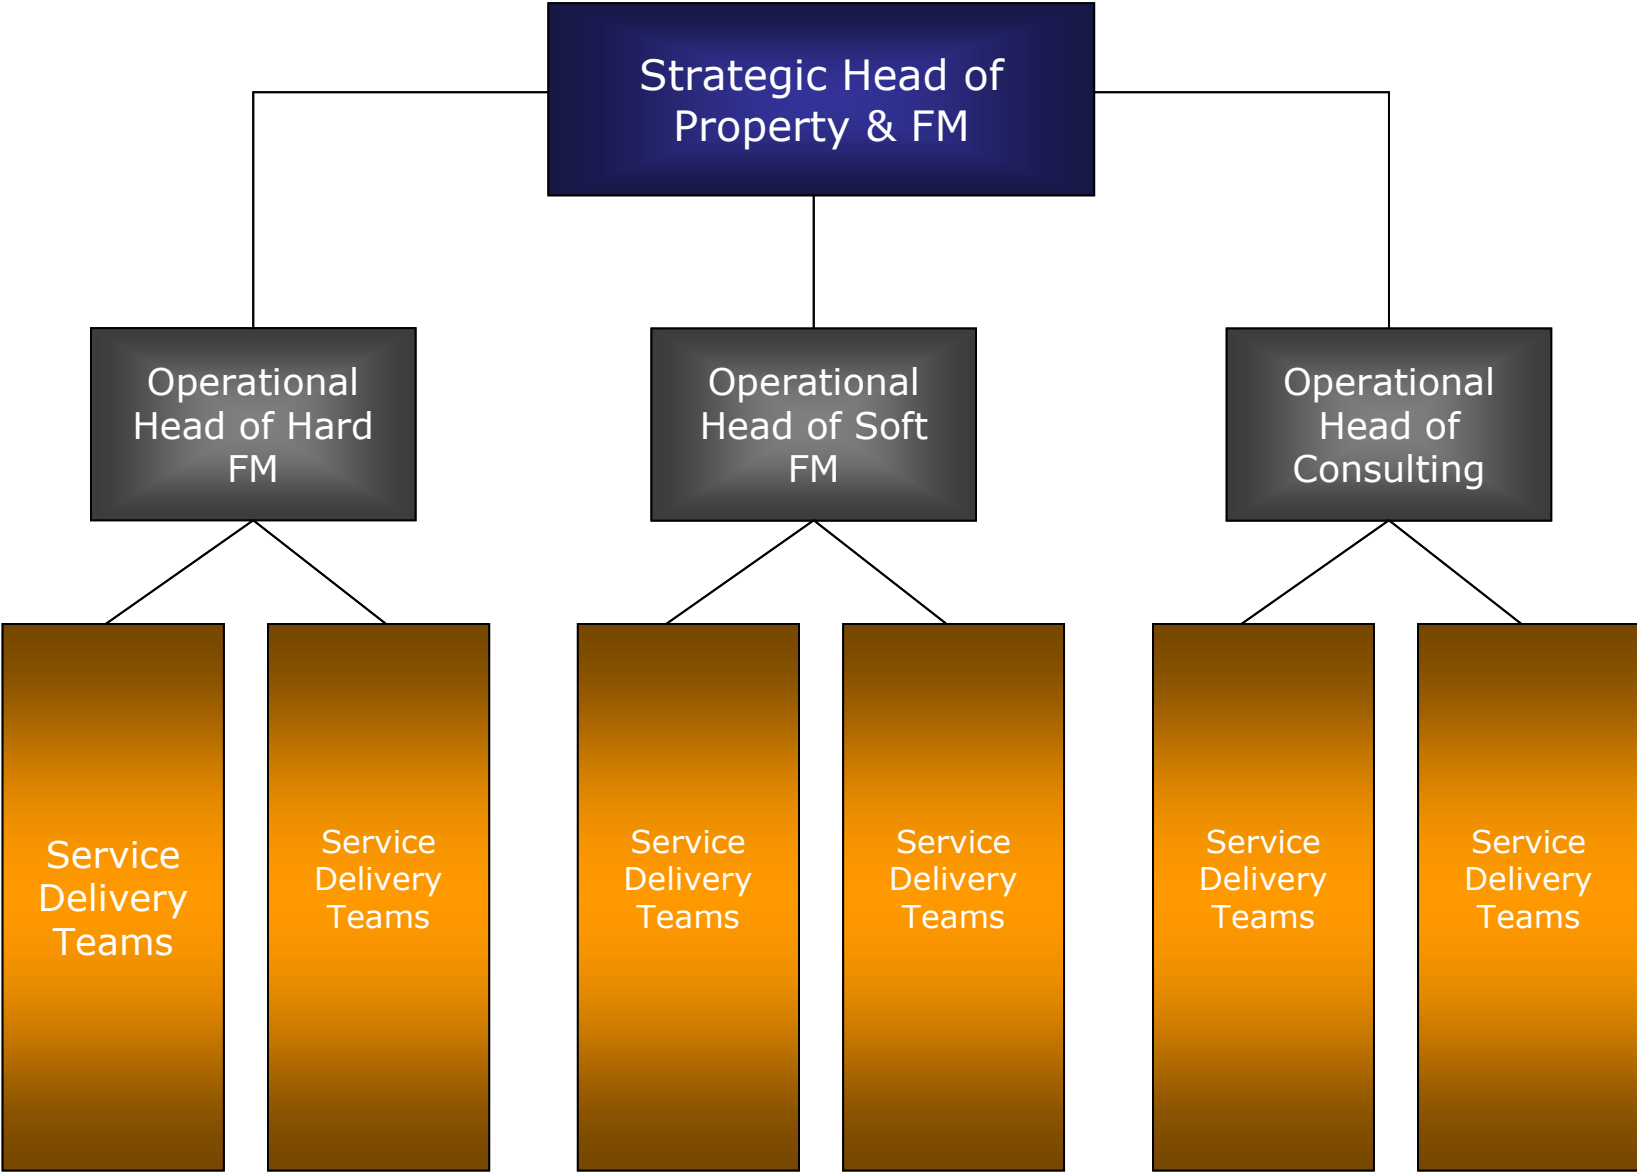 Strategic Head of
Property & FM
Operational
Head of Hard
FM
Operational
Head of Soft
FM
Operational
Head of
Consulting
Service
Delivery
Teams
Service
Delivery
Teams
Service
Delivery
Teams
Service
Delivery
Teams
Service
Delivery
Teams
Service
Delivery
Teams